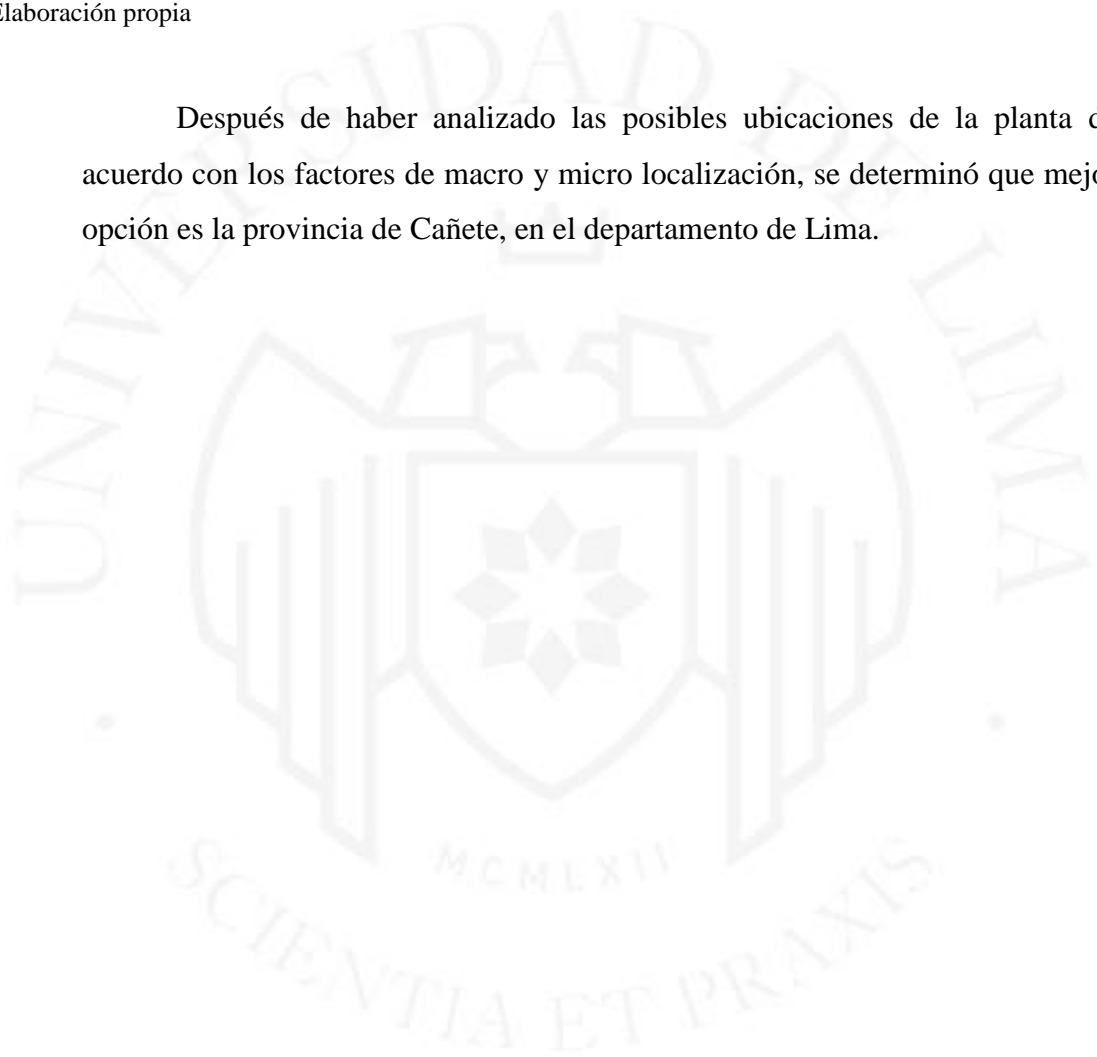 Elaboración propia
Después de haber analizado las posibles ubicaciones de la planta
acuerdo con los factores de macro y micro localización, se determinó que
opción es la provincia de Cañete, en el departamento de Lima.
UNIVERSIDAD DE LIMA
MCMLXII
SCIENTIA ET PRAXIS